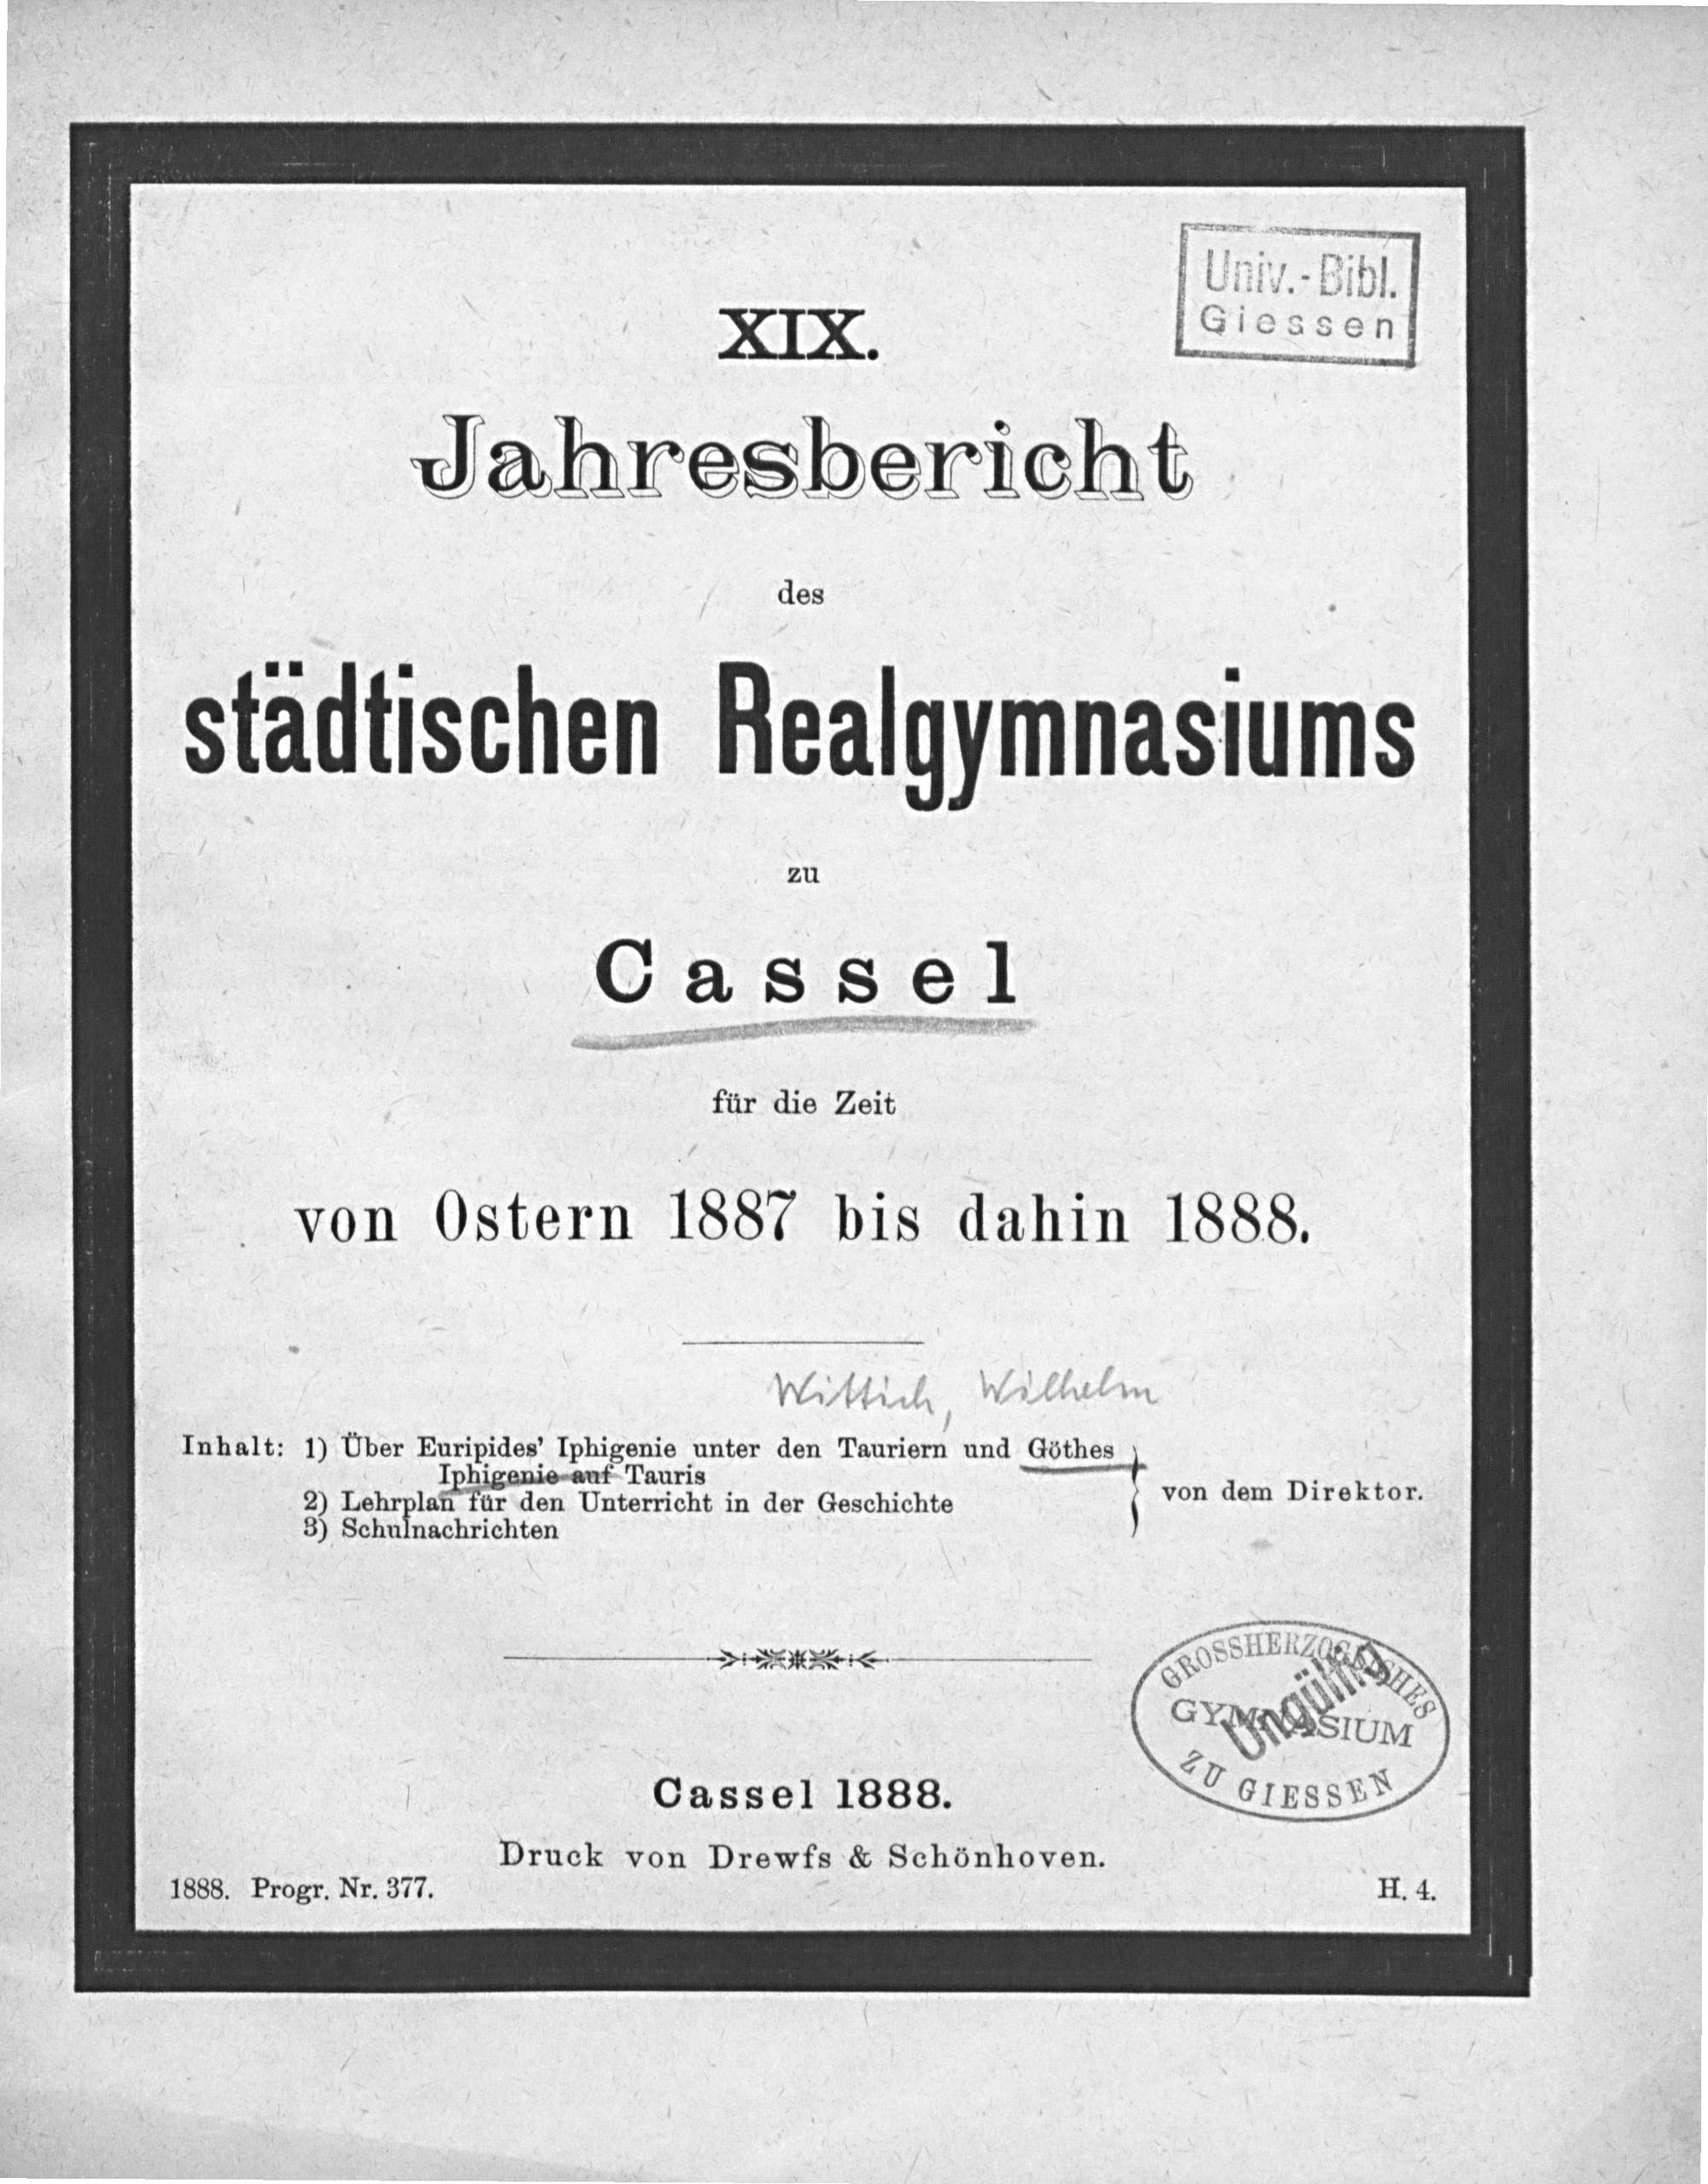 Univ.-Bibl.
Giessen
XIX.
Jahresbericht
des
städtischen Realgymnasiums
zu
Cassel
für die Zeit
von Ostern 1887 bis dahin 1888.
Wittich, Wilhelm
Inhalt: 1) Über Euripides’ Iphigenie unter den Tauriern und Göthes
Iphigenie auf Tauris
2) Lehrplan für den Unterricht in der Geschichte
3) Schulnachrichten
von dem Direktor.
GROSSHERZOGLICHES
GYMNASIUM
ZU GIESSEN
Ungültig
Cassel 1888.
Druck von Drewfs & Schönhoven.
1888. Progr. Nr. 377.
H. 4.